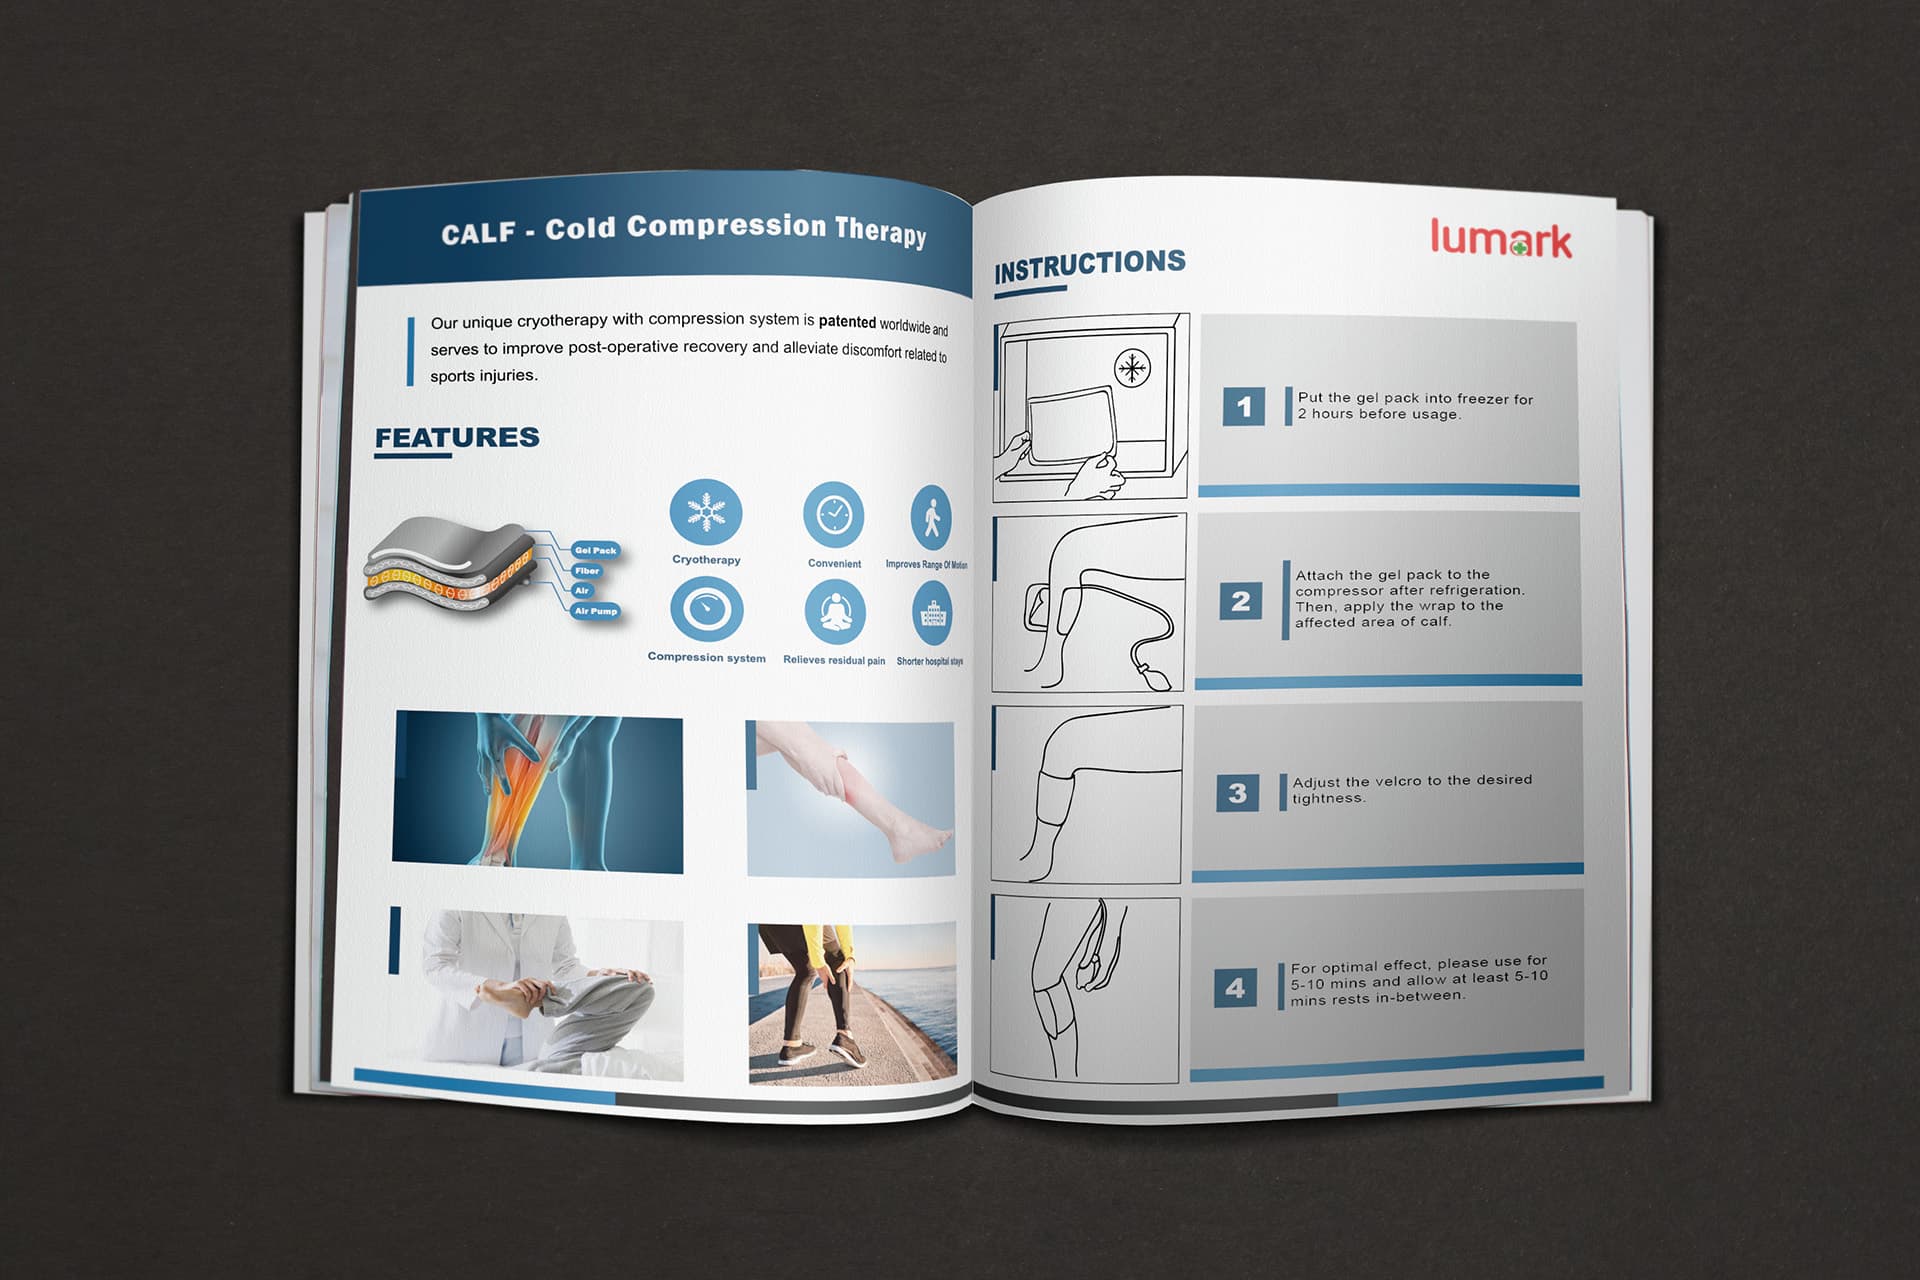 CALF - Cold Compression Therapy
Our unique cryotherapy with compression system is patented worldwide and
serves to improve post-operative recovery and alleviate discomfort related to
sports injuries.
FEATURES
Gel Pack
Fiber
Air
Air Pump
Cryotherapy
Convenient
Improves Range Of Motion
Compression system
Relieves residual pain
Shorter hospital stays
lumark
INSTRUCTIONS
1
Put the gel pack into freezer for
2 hours before usage.
2
Attach the gel pack to the
compressor after refrigeration.
Then, apply the wrap to the
affected area of calf.
3
Adjust the velcro to the desired
tightness.
4
For optimal effect, please use for
5-10 mins and allow at least 5-10
mins rests in-between.